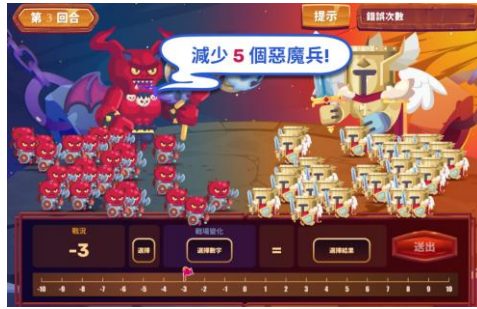 第 3 回合
提示
錯誤次數
減少 5 個惡魔兵!
戰況
戰場變化
-3
選擇
選擇數字
=
選擇結果
送出
-10 -9 -8 -7 -6 -5 -4 -3 -2 -1 0 1 2 3 4 5 6 7 8 9 10